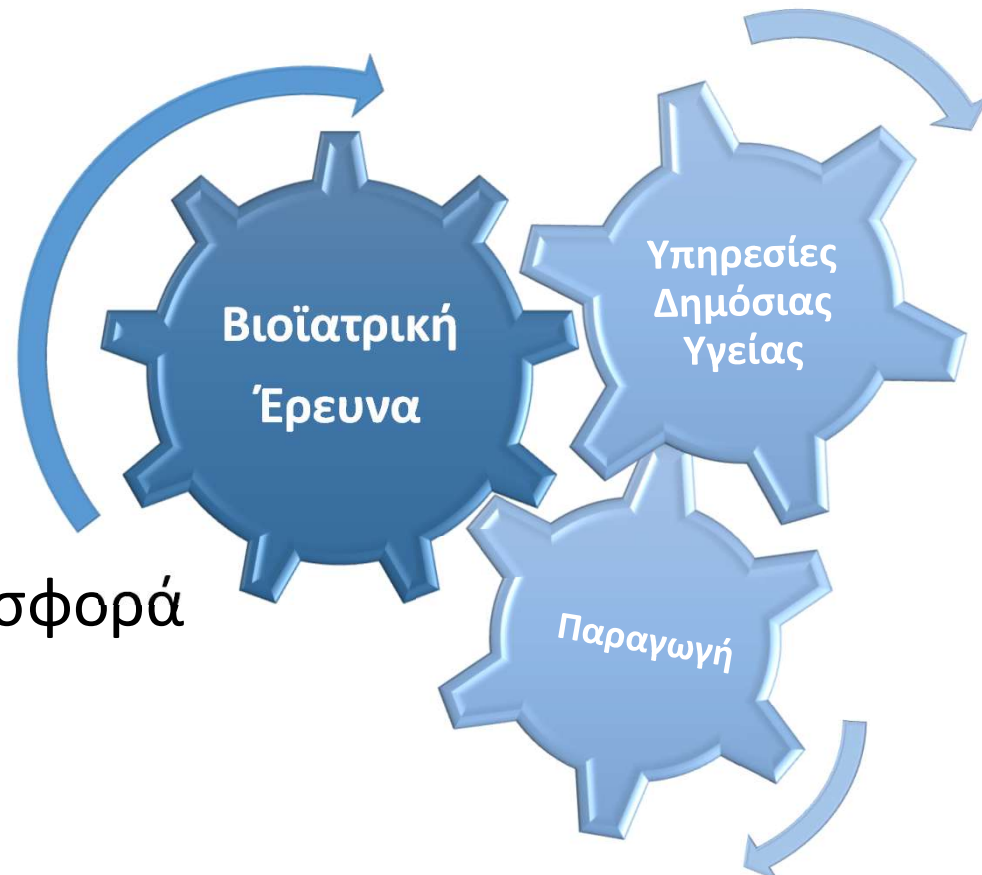 Υπηρεσίες
Δημόσιας
Υγείας
Βιοϊατρική
Έρευνα
σφορά
Παραγωγή